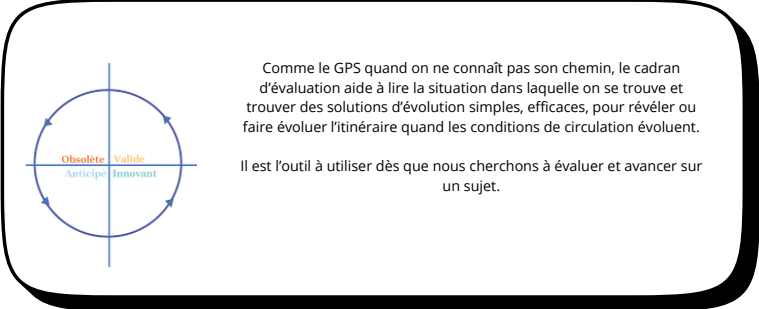 Comme le GPS quand on ne connaît pas son chemin, le cadran
d’évaluation aide à lire la situation dans laquelle on se trouve et
trouver des solutions d’évolution simples, efficaces, pour révéler ou
faire évoluer l’itinéraire quand les conditions de circulation évoluent.
Il est l’outil à utiliser dès que nous cherchons à évaluer et avancer sur
un sujet.
Obsolète Valide
Anticipé Innovant